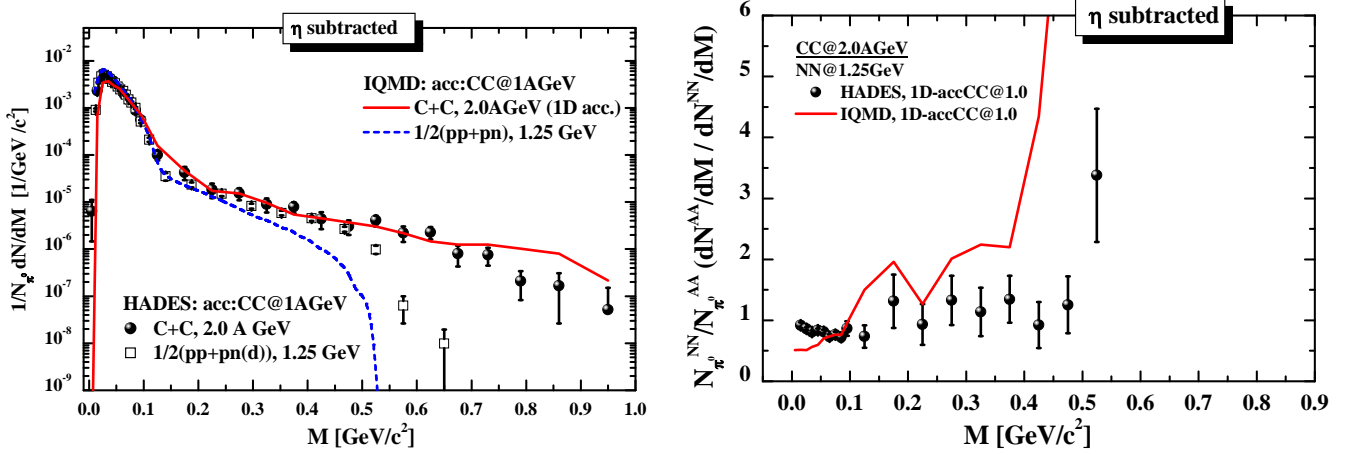 η subtracted
IQMD: acc:CC@1AGeV
C+C, 2.0AGeV (1D acc.)
1/2(pp+pn), 1.25 GeV
HADES: acc:CC@1AGeV
C+C, 2.0 A GeV
1/2(pp+pn(d)), 1.25 GeV
1/N_π⁰ dN/dM [1/GeV /c²]
10⁻²
10⁻³
10⁻⁴
10⁻⁵
10⁻⁶
10⁻⁷
10⁻⁸
10⁻⁹
0.0 0.1 0.2 0.3 0.4 0.5 0.6 0.7 0.8 0.9 1.0
M [GeV/c²]
η subtracted
CC@2.0AGeV
NN@1.25GeV
HADES, 1D-accCC@1.0
IQMD, 1D-accCC@1.0
N_π⁰^NN/N_π⁰^AA (dN^AA/dM / dN^NN/dM)
6
5
4
3
2
1
0
0.0 0.1 0.2 0.3 0.4 0.5 0.6 0.7 0.8 0.9
M [GeV/c²]